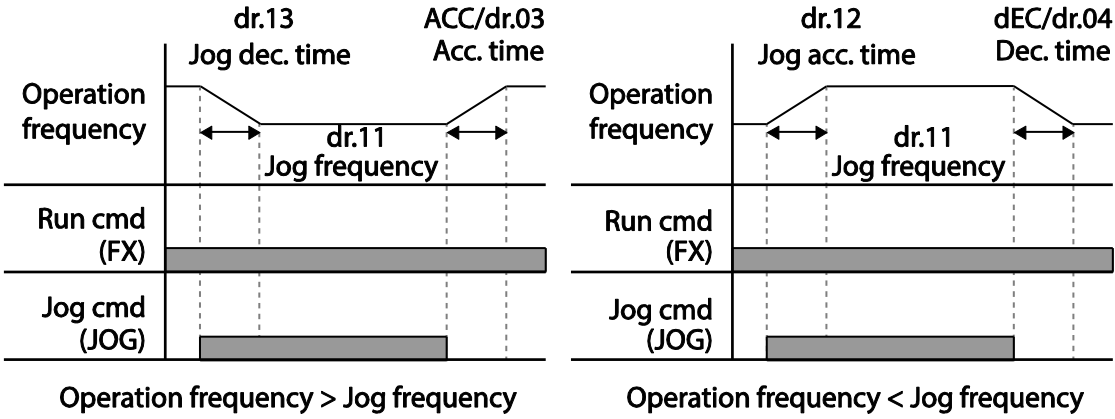 dr.13
Jog dec. time
ACC/dr.03
Acc. time
Operation
frequency
dr.11
Jog frequency
Run cmd
(FX)
Jog cmd
(JOG)
Operation frequency > Jog frequency
dr.12
Jog acc. time
dEC/dr.04
Dec. time
Operation
frequency
dr.11
Jog frequency
Run cmd
(FX)
Jog cmd
(JOG)
Operation frequency < Jog frequency